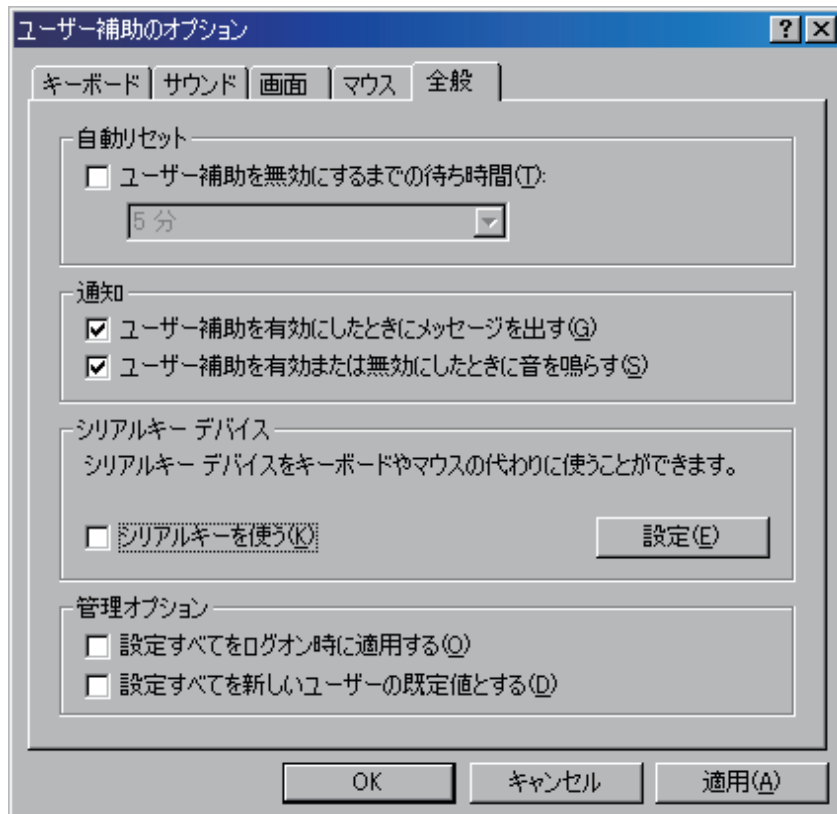 ユーザー補助のオプション
キーボード サウンド 画面 マウス 全般
自動リセット
ユーザー補助を無効にするまでの待ち時間(T):
5 分
通知
ユーザー補助を有効にしたときにメッセージを出す(G)
ユーザー補助を有効または無効にしたときに音を鳴らす(S)
シリアルキー デバイス
シリアルキー デバイスをキーボードやマウスの代わりに使うことができます。
シリアルキーを使う(K)
設定(E)
管理オプション
設定すべてをログオン時に適用する(O)
設定すべてを新しいユーザーの既定値とする(D)
OK キャンセル 適用(A)